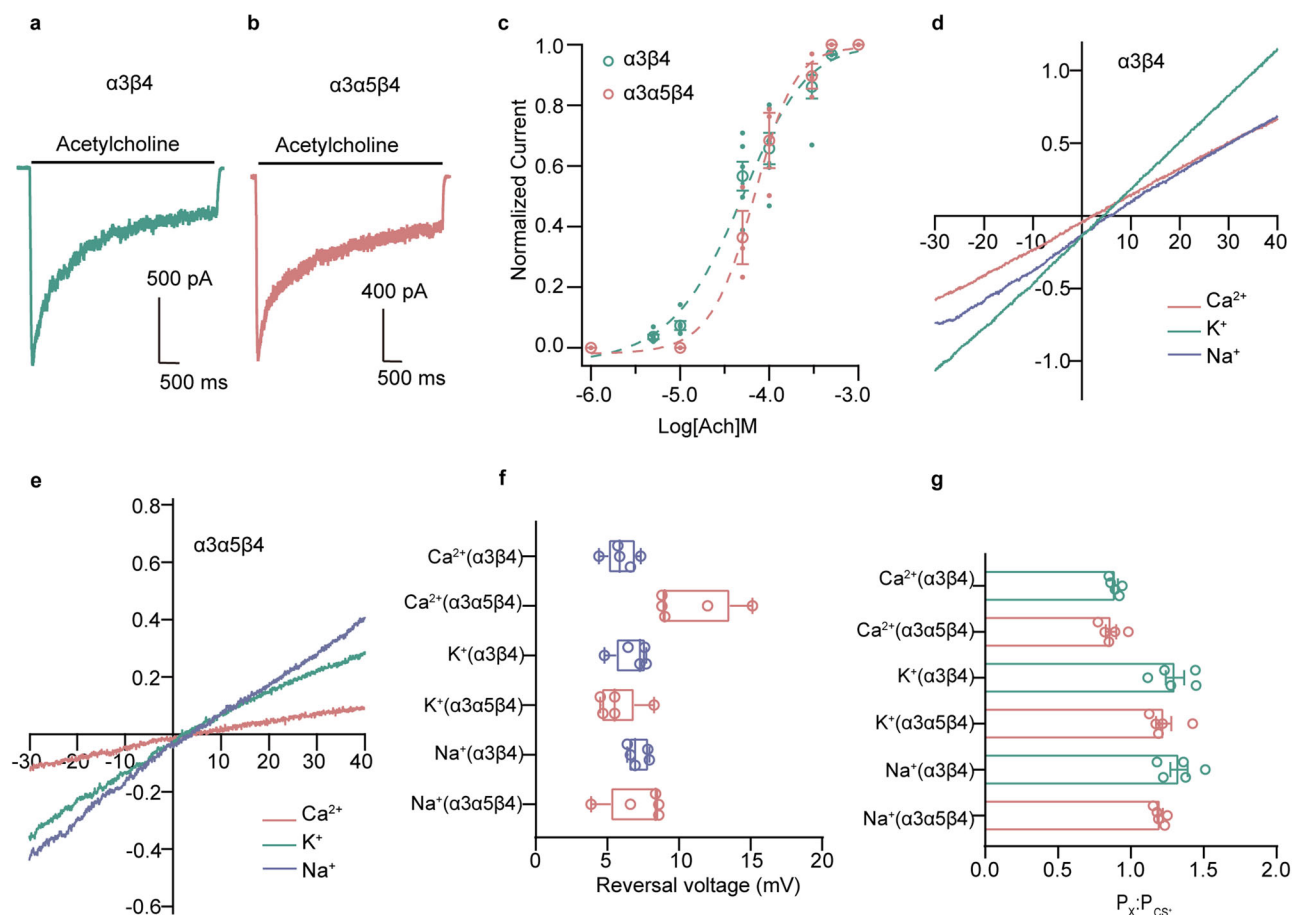 a
α3β4
Acetylcholine
500 pA
500 ms
b
α3α5β4
Acetylcholine
400 pA
500 ms
c
α3β4
α3α5β4
Normalized Current
1.0
0.8
0.6
0.4
0.2
0.0
-6.0 -5.0 -4.0 -3.0
Log[Ach]M
d
α3β4
1.0
0.5
-0.5
-1.0
-30 -20 -10 10 20 30 40
Ca²⁺
K⁺
Na⁺
e
α3α5β4
0.8
0.6
0.4
0.2
-0.2
-0.4
-0.6
-30 -20 -10 0 10 20 30 40
Ca²⁺
K⁺
Na⁺
f
Ca²⁺(α3β4)
Ca²⁺(α3α5β4)
K⁺(α3β4)
K⁺(α3α5β4)
Na⁺(α3β4)
Na⁺(α3α5β4)
0 5 10 15 20
Reversal voltage (mV)
g
Ca²⁺(α3β4)
Ca²⁺(α3α5β4)
K⁺(α3β4)
K⁺(α3α5β4)
Na⁺(α3β4)
Na⁺(α3α5β4)
0.0 0.5 1.0 1.5 2.0
Pₓ:P_CS⁺